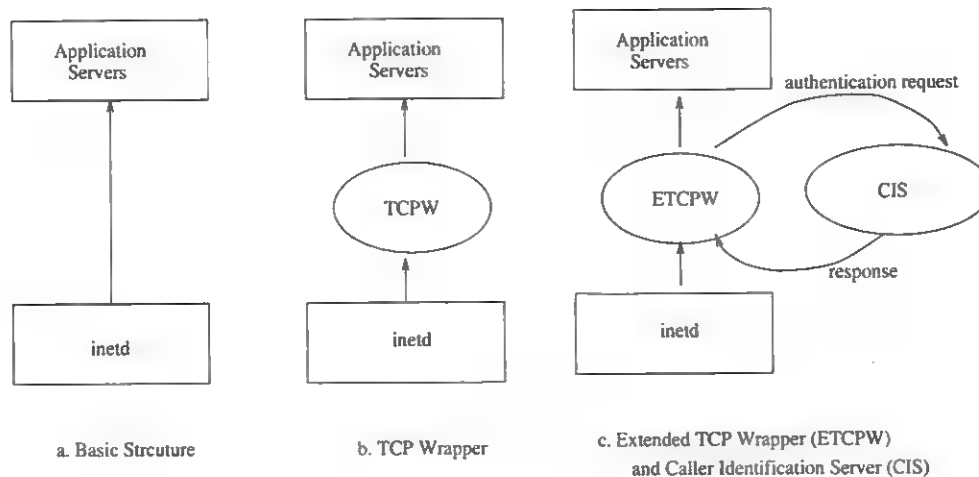 Application
Servers
inetd
a. Basic Strcuture
Application
Servers
TCPW
inetd
b. TCP Wrapper
Application
Servers
authentication request
ETCPW
CIS
response
inetd
c. Extended TCP Wrapper (ETCPW)
and Caller Identification Server (CIS)